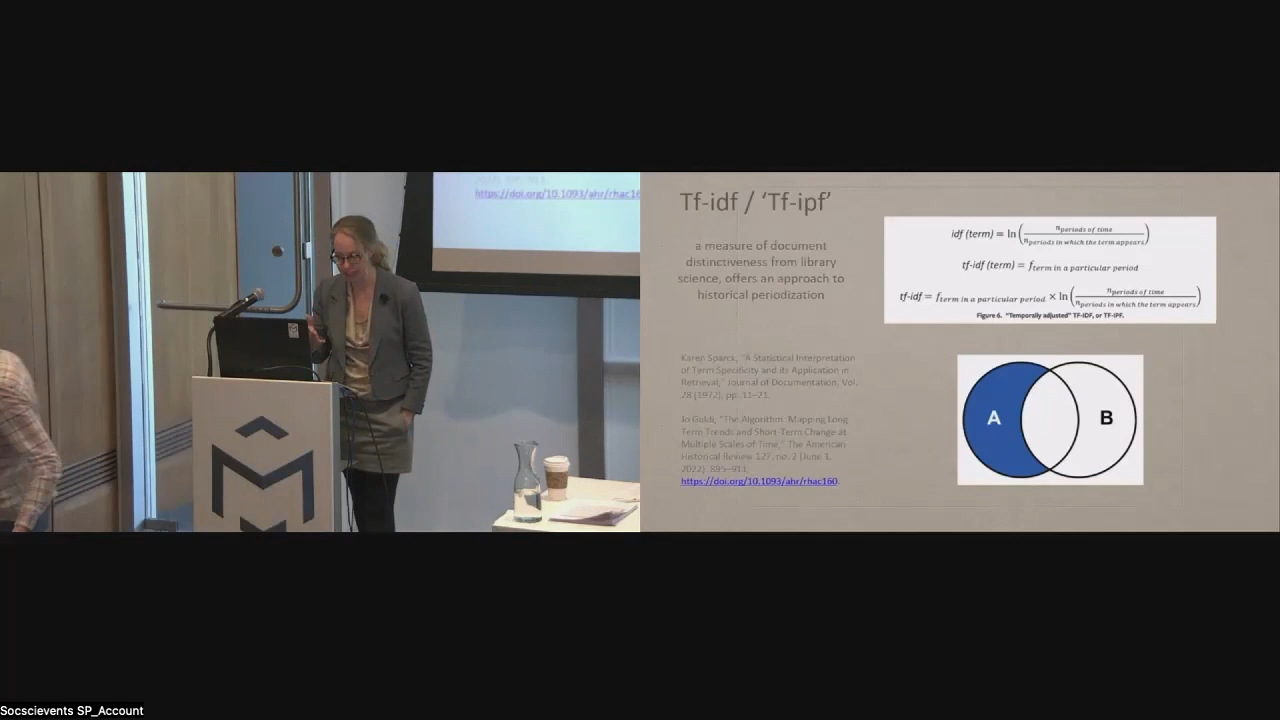 https://doi.org/10.1093/ahr/rhac16
Tf-idf / ‘Tf-ipf’
a measure of document
distinctiveness from library
science, offers an approach to
historical periodization
idf (term) = ln( n periods of time / n periods in which the term appears )
tf-idf (term) = f term in a particular period
tf-idf = f term in a particular period × ln( n periods of time / n periods in which the term appears )
Figure 6. “Temporally adjusted” TF-IDF, or TF-IPF.
Karen Sparck, “A Statistical Interpretation
of Term Specificity and its Application in
Retrieval,” Journal of Documentation, Vol.
28 (1972), pp. 11–21.
Jo Guldi, “The Algorithm: Mapping Long
Term Trends and Short-Term Change at
Multiple Scales of Time,” The American
Historical Review 127, no. 2 (June 1,
2022): 895–911,
https://doi.org/10.1093/ahr/rhac160.
A
B
Socscievents SP_Account